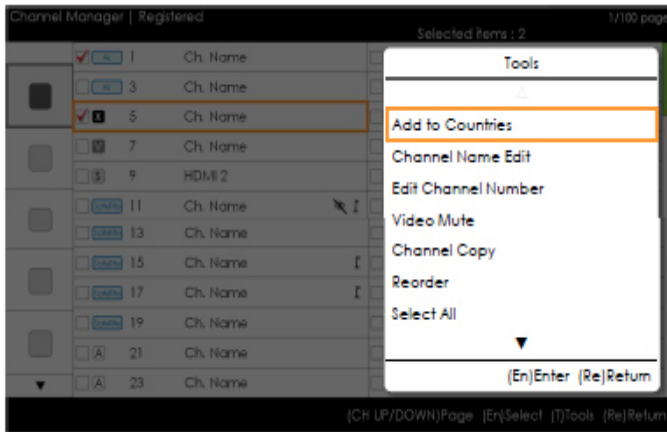 Channel Manager | Registered
1/100 page
Selected items : 2
1 Ch. Name
3 Ch. Name
X 5 Ch. Name
V 7 Ch. Name
S 9 HDMI 2
11 Ch. Name
13 Ch. Name
15 Ch. Name
17 Ch. Name
19 Ch. Name
A 21 Ch. Name
A 23 Ch. Name
Tools
Add to Countries
Channel Name Edit
Edit Channel Number
Video Mute
Channel Copy
Reorder
Select All
(En)Enter (Re)Return
(CH UP/DOWN)Page (En)Select (T)Tools (Re)Return